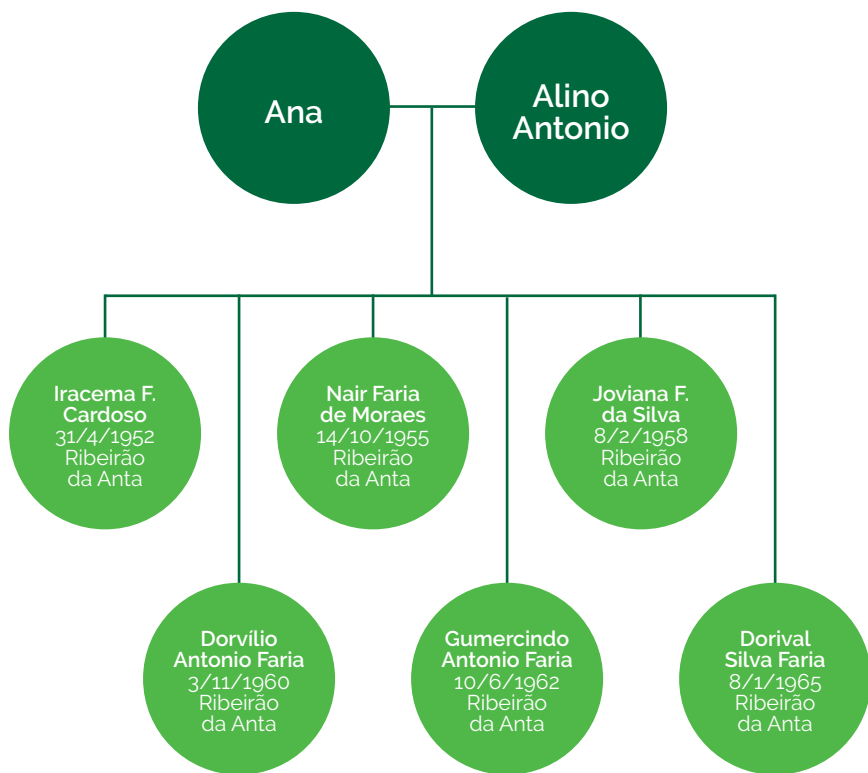 Ana
Alino
Antonio
Iracema F.
Cardoso
31/4/1952
Ribeirão
da Anta
Nair Faria
de Moraes
14/10/1955
Ribeirão
da Anta
Joviana F.
da Silva
8/2/1958
Ribeirão
da Anta
Dorvílio
Antonio Faria
3/11/1960
Ribeirão
da Anta
Gumercindo
Antonio Faria
10/6/1962
Ribeirão
da Anta
Dorival
Silva Faria
8/1/1965
Ribeirão
da Anta